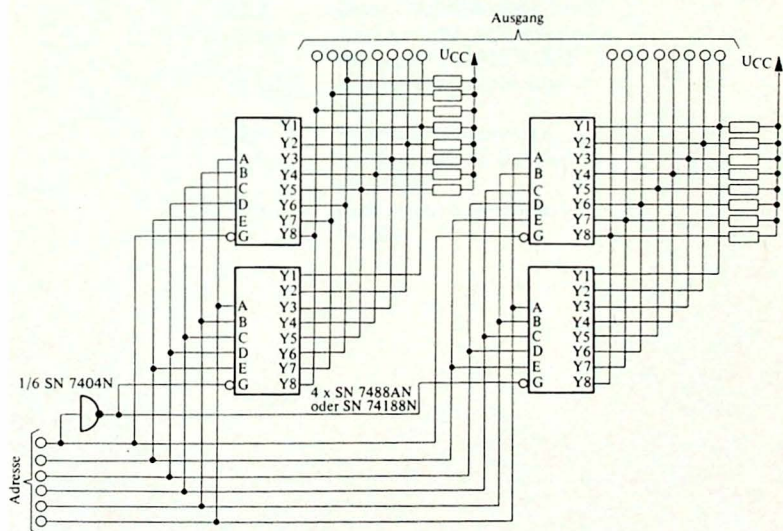 Ausgang
UCC
UCC
A
B
C
D
E
G
Y1
Y2
Y3
Y4
Y5
Y6
Y7
Y8
A
B
C
D
E
G
Y1
Y2
Y3
Y4
Y5
Y6
Y7
Y8
A
B
C
D
E
G
Y1
Y2
Y3
Y4
Y5
Y6
Y7
Y8
A
B
C
D
E
G
Y1
Y2
Y3
Y4
Y5
Y6
Y7
Y8
1/6 SN 7404N
4 x SN 7488AN
oder SN 74188N
Adresse